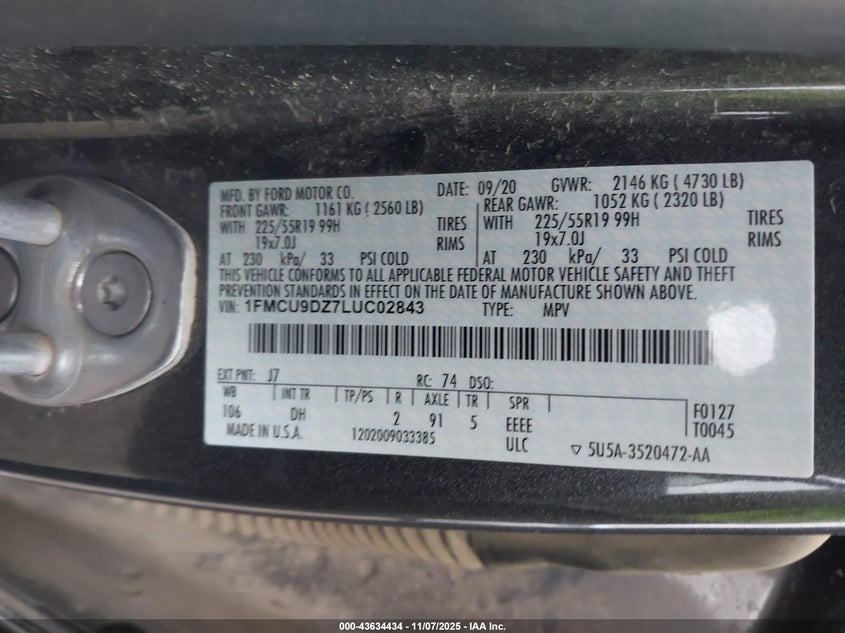 MFD. BY FORD MOTOR CO. DATE: 09/20 GVWR: 2146 KG ( 4730 LB)
FRONT GAWR: 1161 KG ( 2560 LB) REAR GAWR: 1052 KG ( 2320 LB)
WITH 225/55R19 99H TIRES WITH 225/55R19 99H TIRES
19x7.0J RIMS 19x7.0J RIMS
AT 230 kPa/ 33 PSI COLD AT 230 kPa/ 33 PSI COLD
THIS VEHICLE CONFORMS TO ALL APPLICABLE FEDERAL MOTOR VEHICLE SAFETY AND THEFT
PREVENTION STANDARDS IN EFFECT ON THE DATE OF MANUFACTURE SHOWN ABOVE.
VIN: 1FMCU9DZ7LUC02843 TYPE: MPV
EXT PNT: J7 RC: 74 DSO:
WB INT TR TP/PS R AXLE TR SPR
106 DH 2 91 5 EEEE F0127
MADE IN U.S.A. 1202009033385 ULC T0045
▽ 5U5A-3520472-AA
000-43634434 - 11/07/2025 - IAA Inc.